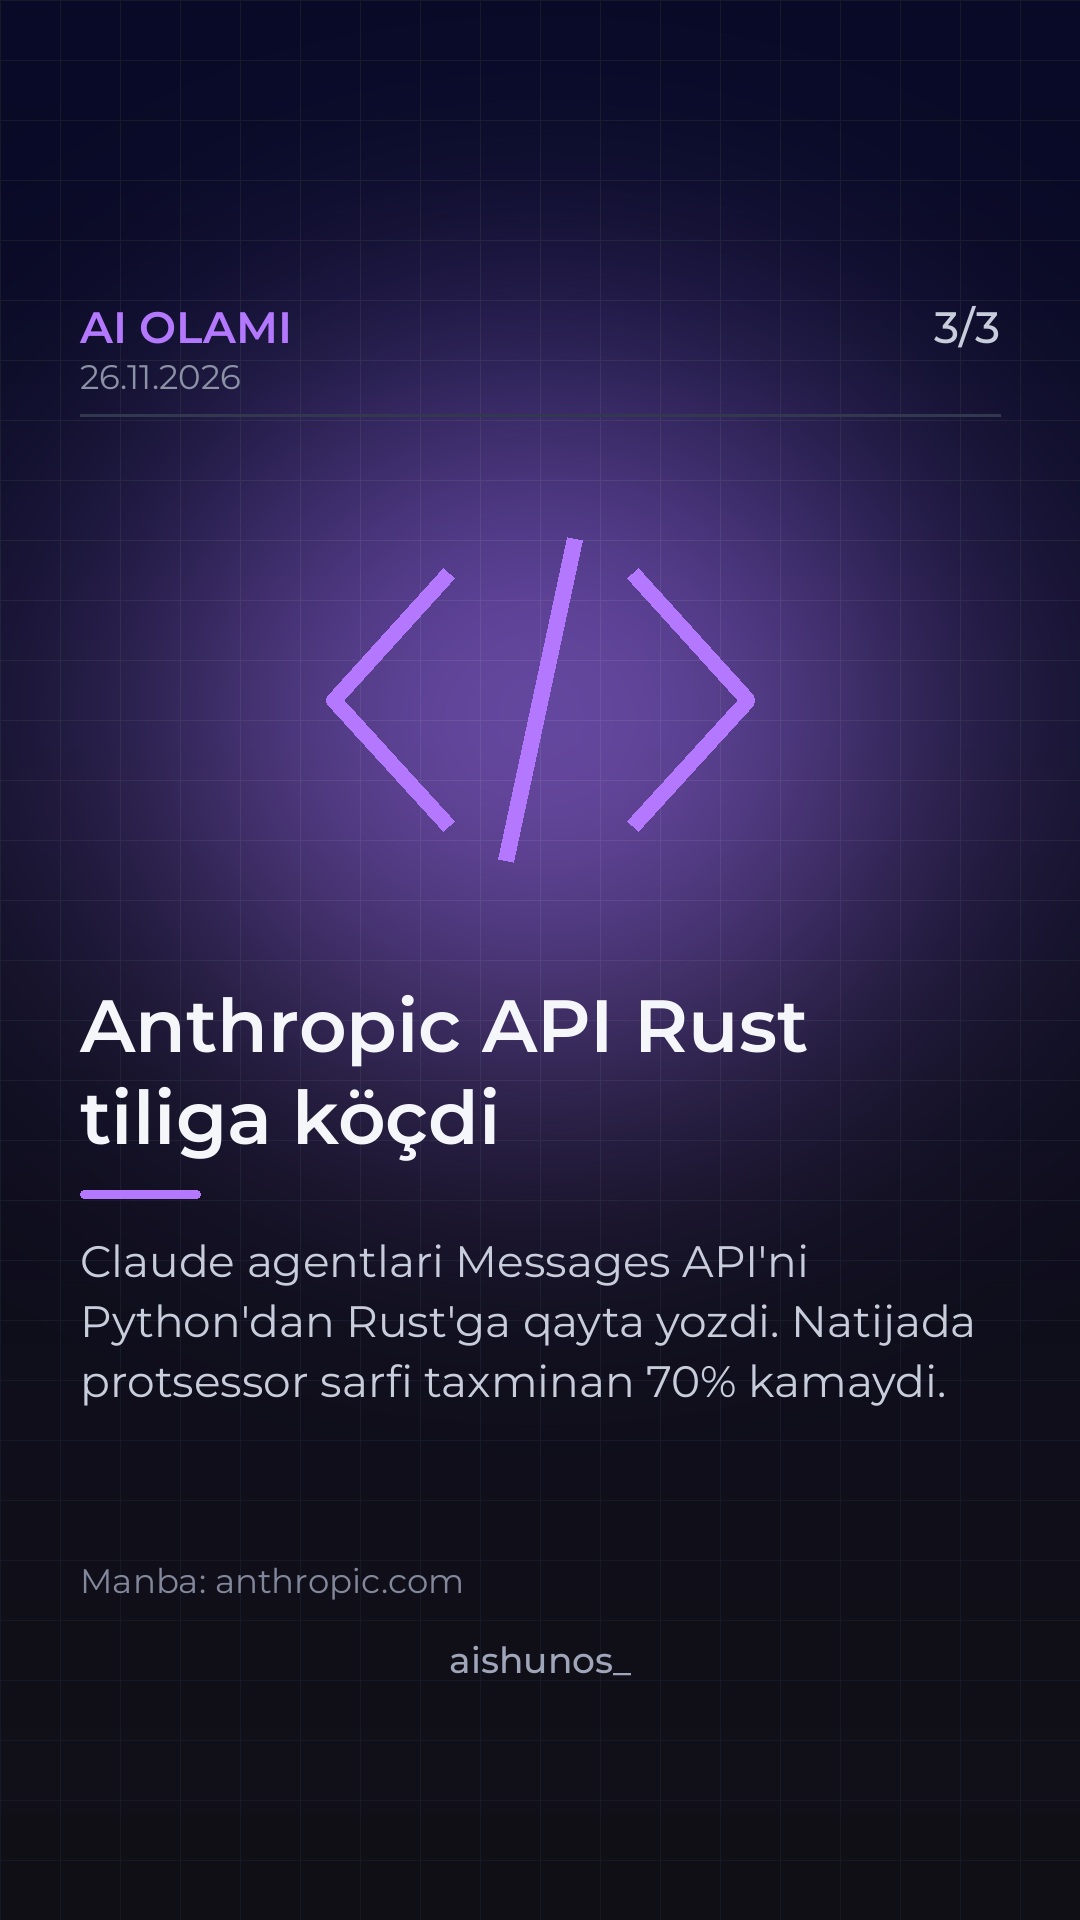 AI OLAMI
3/3
26.11.2026
</>
Anthropic API Rust
tiliga köçdi
Claude agentlari Messages API'ni
Python'dan Rust'ga qayta yozdi. Natijada
protsessor sarfi taxminan 70% kamaydi.
Manba: anthropic.com
aishunos_